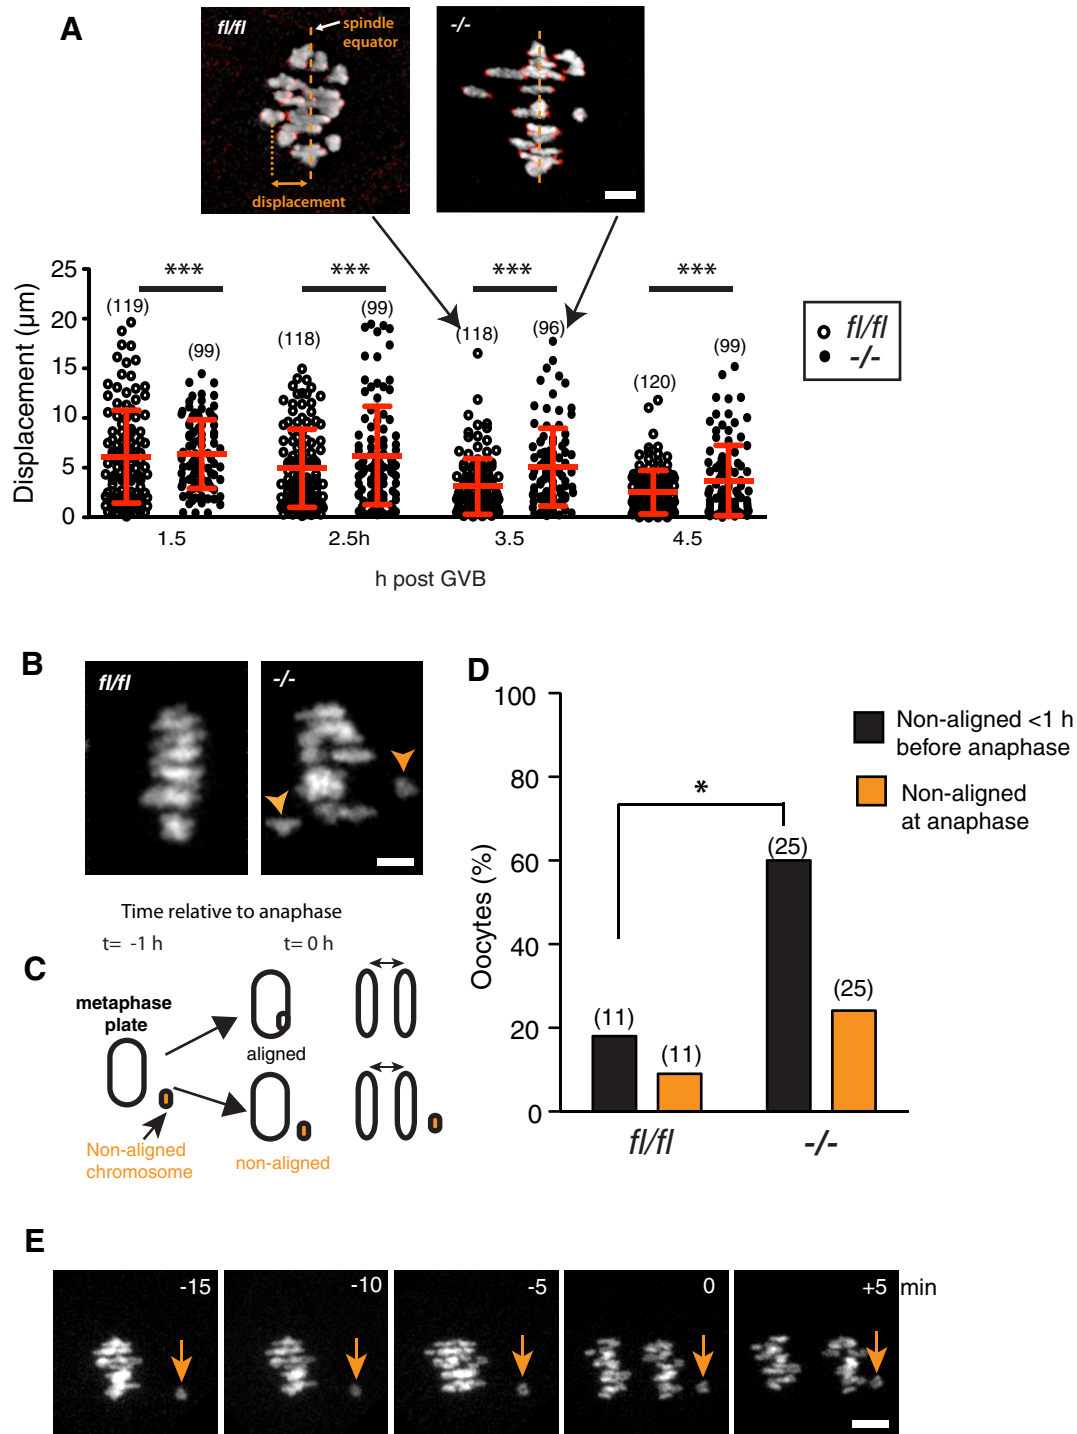 A
fl/fl
spindle
equator
displacement
-/-
Displacement (μm)
25
20
15
10
5
0
***
***
***
***
(119)
(99)
(118)
(99)
(118)
(96)
(120)
(99)
1.5
2.5h
3.5
4.5
h post GVB
fl/fl
-/-
B
fl/fl
-/-
Time relative to anaphase
t= -1 h
t= 0 h
C
metaphase
plate
aligned
Non-aligned
chromosome
non-aligned
D
Oocytes (%)
100
80
60
40
20
0
*
(11)
(11)
(25)
(25)
fl/fl
-/-
Non-aligned <1 h
before anaphase
Non-aligned
at anaphase
E
-15
-10
-5
0
+5 min